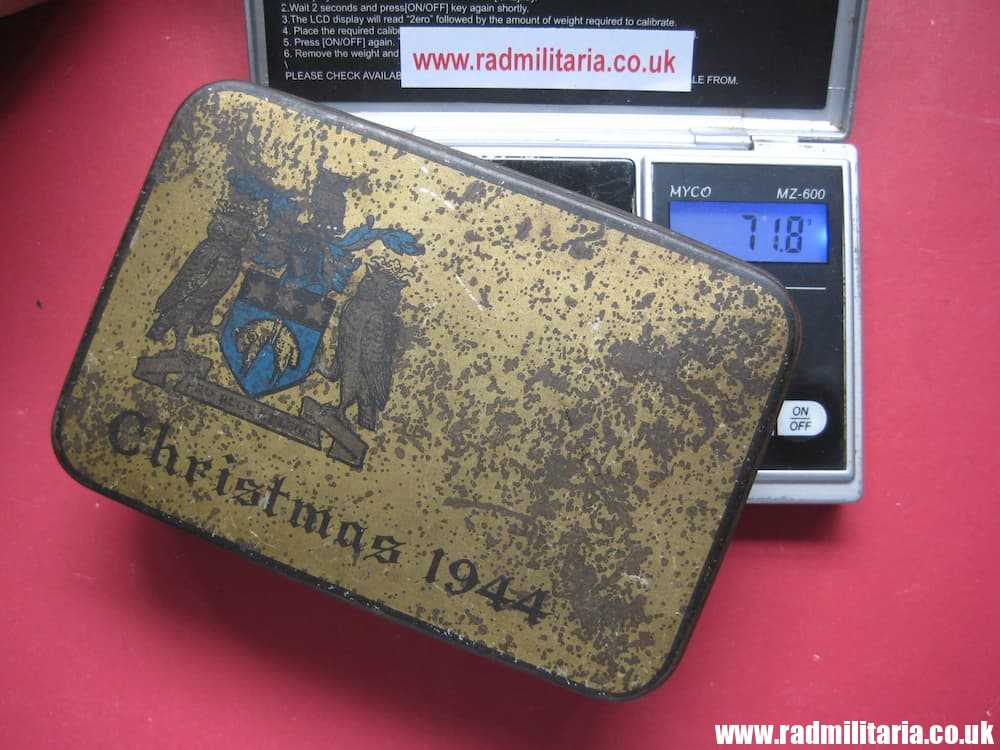 2.Wait 2 seconds and press[ON/OFF] key again shortly.
3.The LCD display will read "2ero" followed by the amount of weight required to calibrate.
4. Place the required
5. Press [ON/OFF] again.
6. Remove the weight and
\
PLEASE CHECK
LE FROM.
www.radmilitaria.co.uk
MYCO MZ-600
71.8 g
ON
OFF
Christmas 1944
www.radmilitaria.co.uk